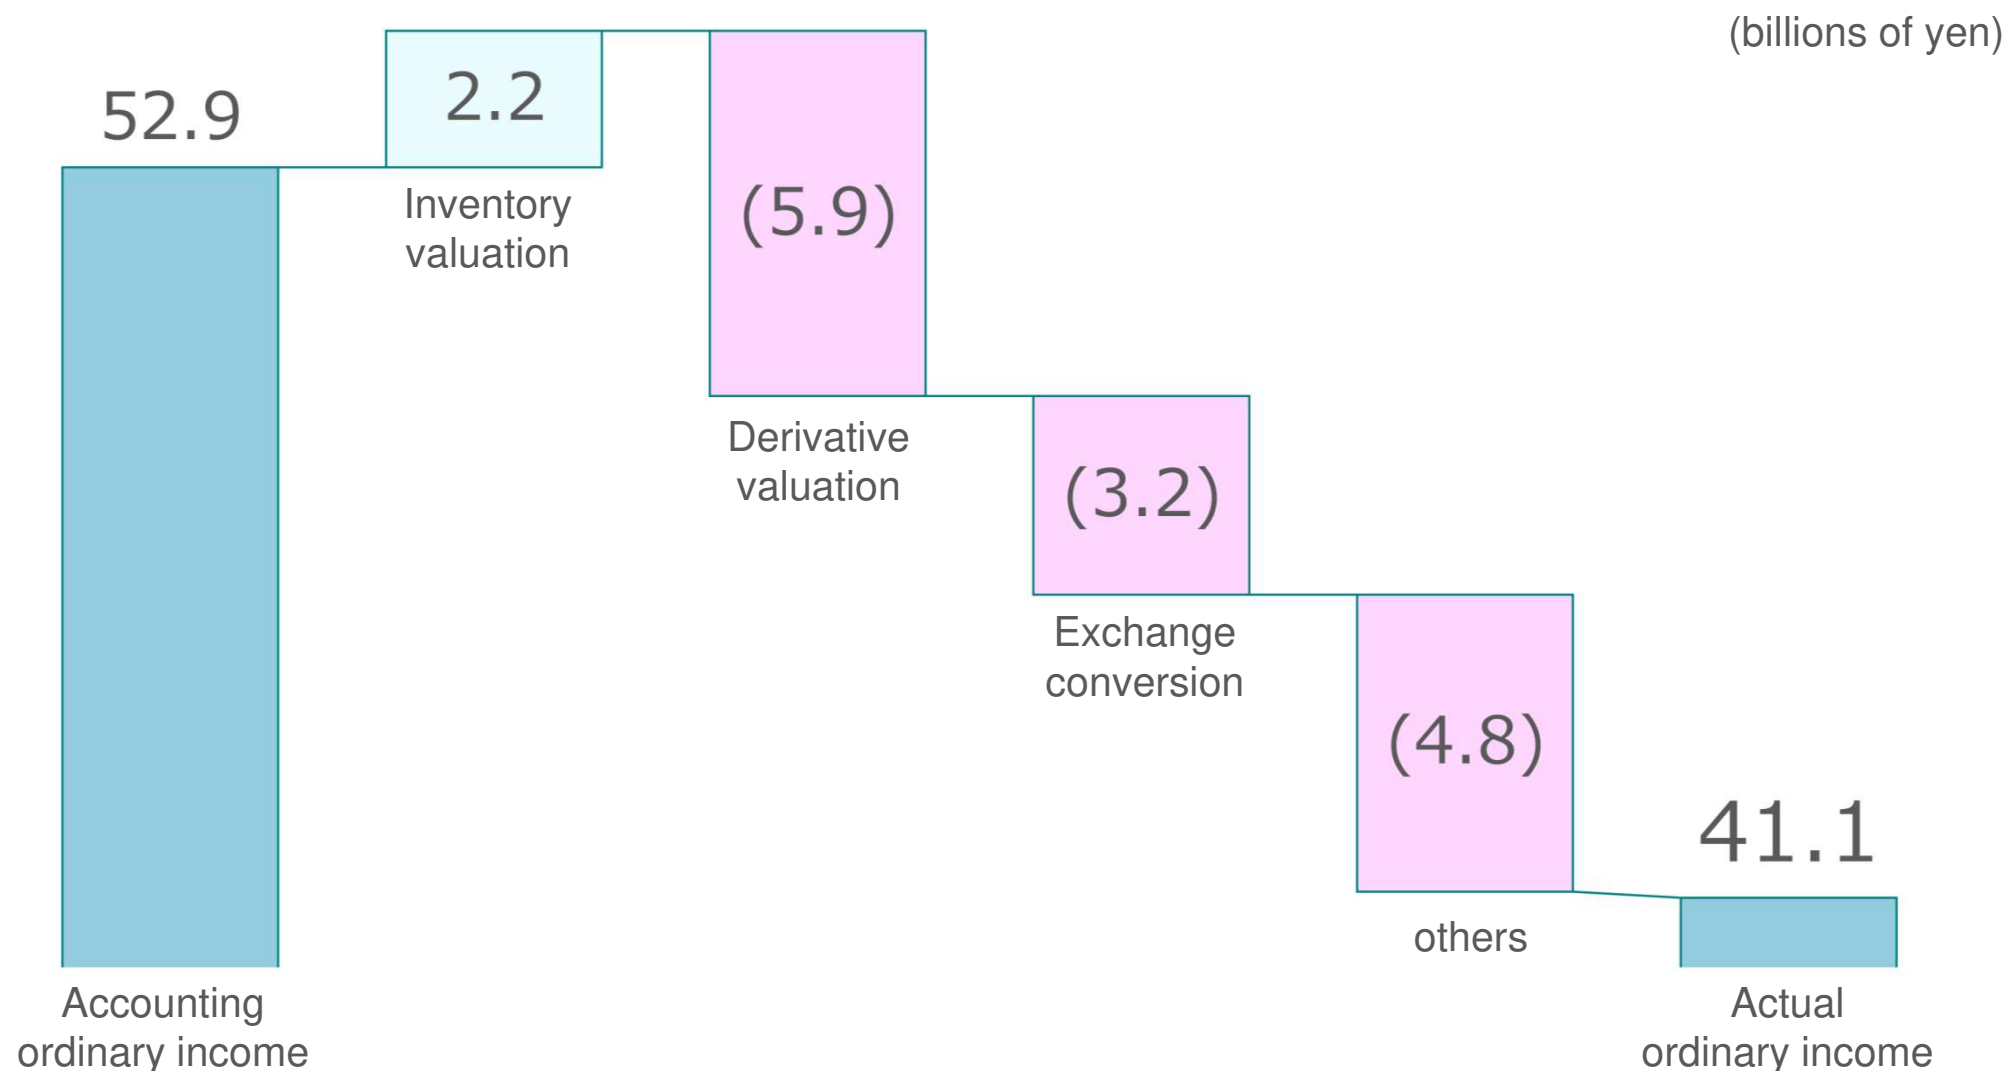 (billions of yen)
52.9
2.2
Inventory
valuation
(5.9)
Derivative
valuation
(3.2)
Exchange
conversion
(4.8)
others
41.1
Accounting
ordinary income
Actual
ordinary income